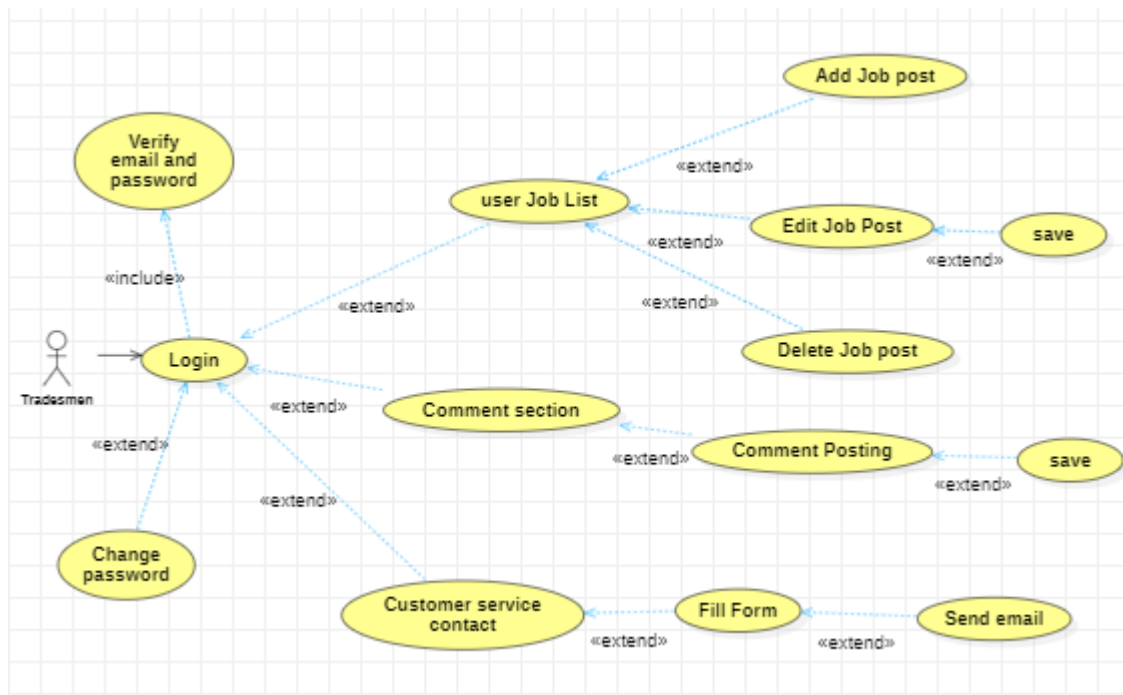 Add Job post
Verify
email and
password
«extend»
user Job List
Edit Job Post
save
«extend»
«extend»
«include»
«extend»
«extend»
Delete Job post
Login
Tradesmen
«extend»
Comment section
«extend»
Comment Posting
save
«extend»
«extend»
«extend»
Change
password
Customer service
contact
Fill Form
Send email
«extend»
«extend»